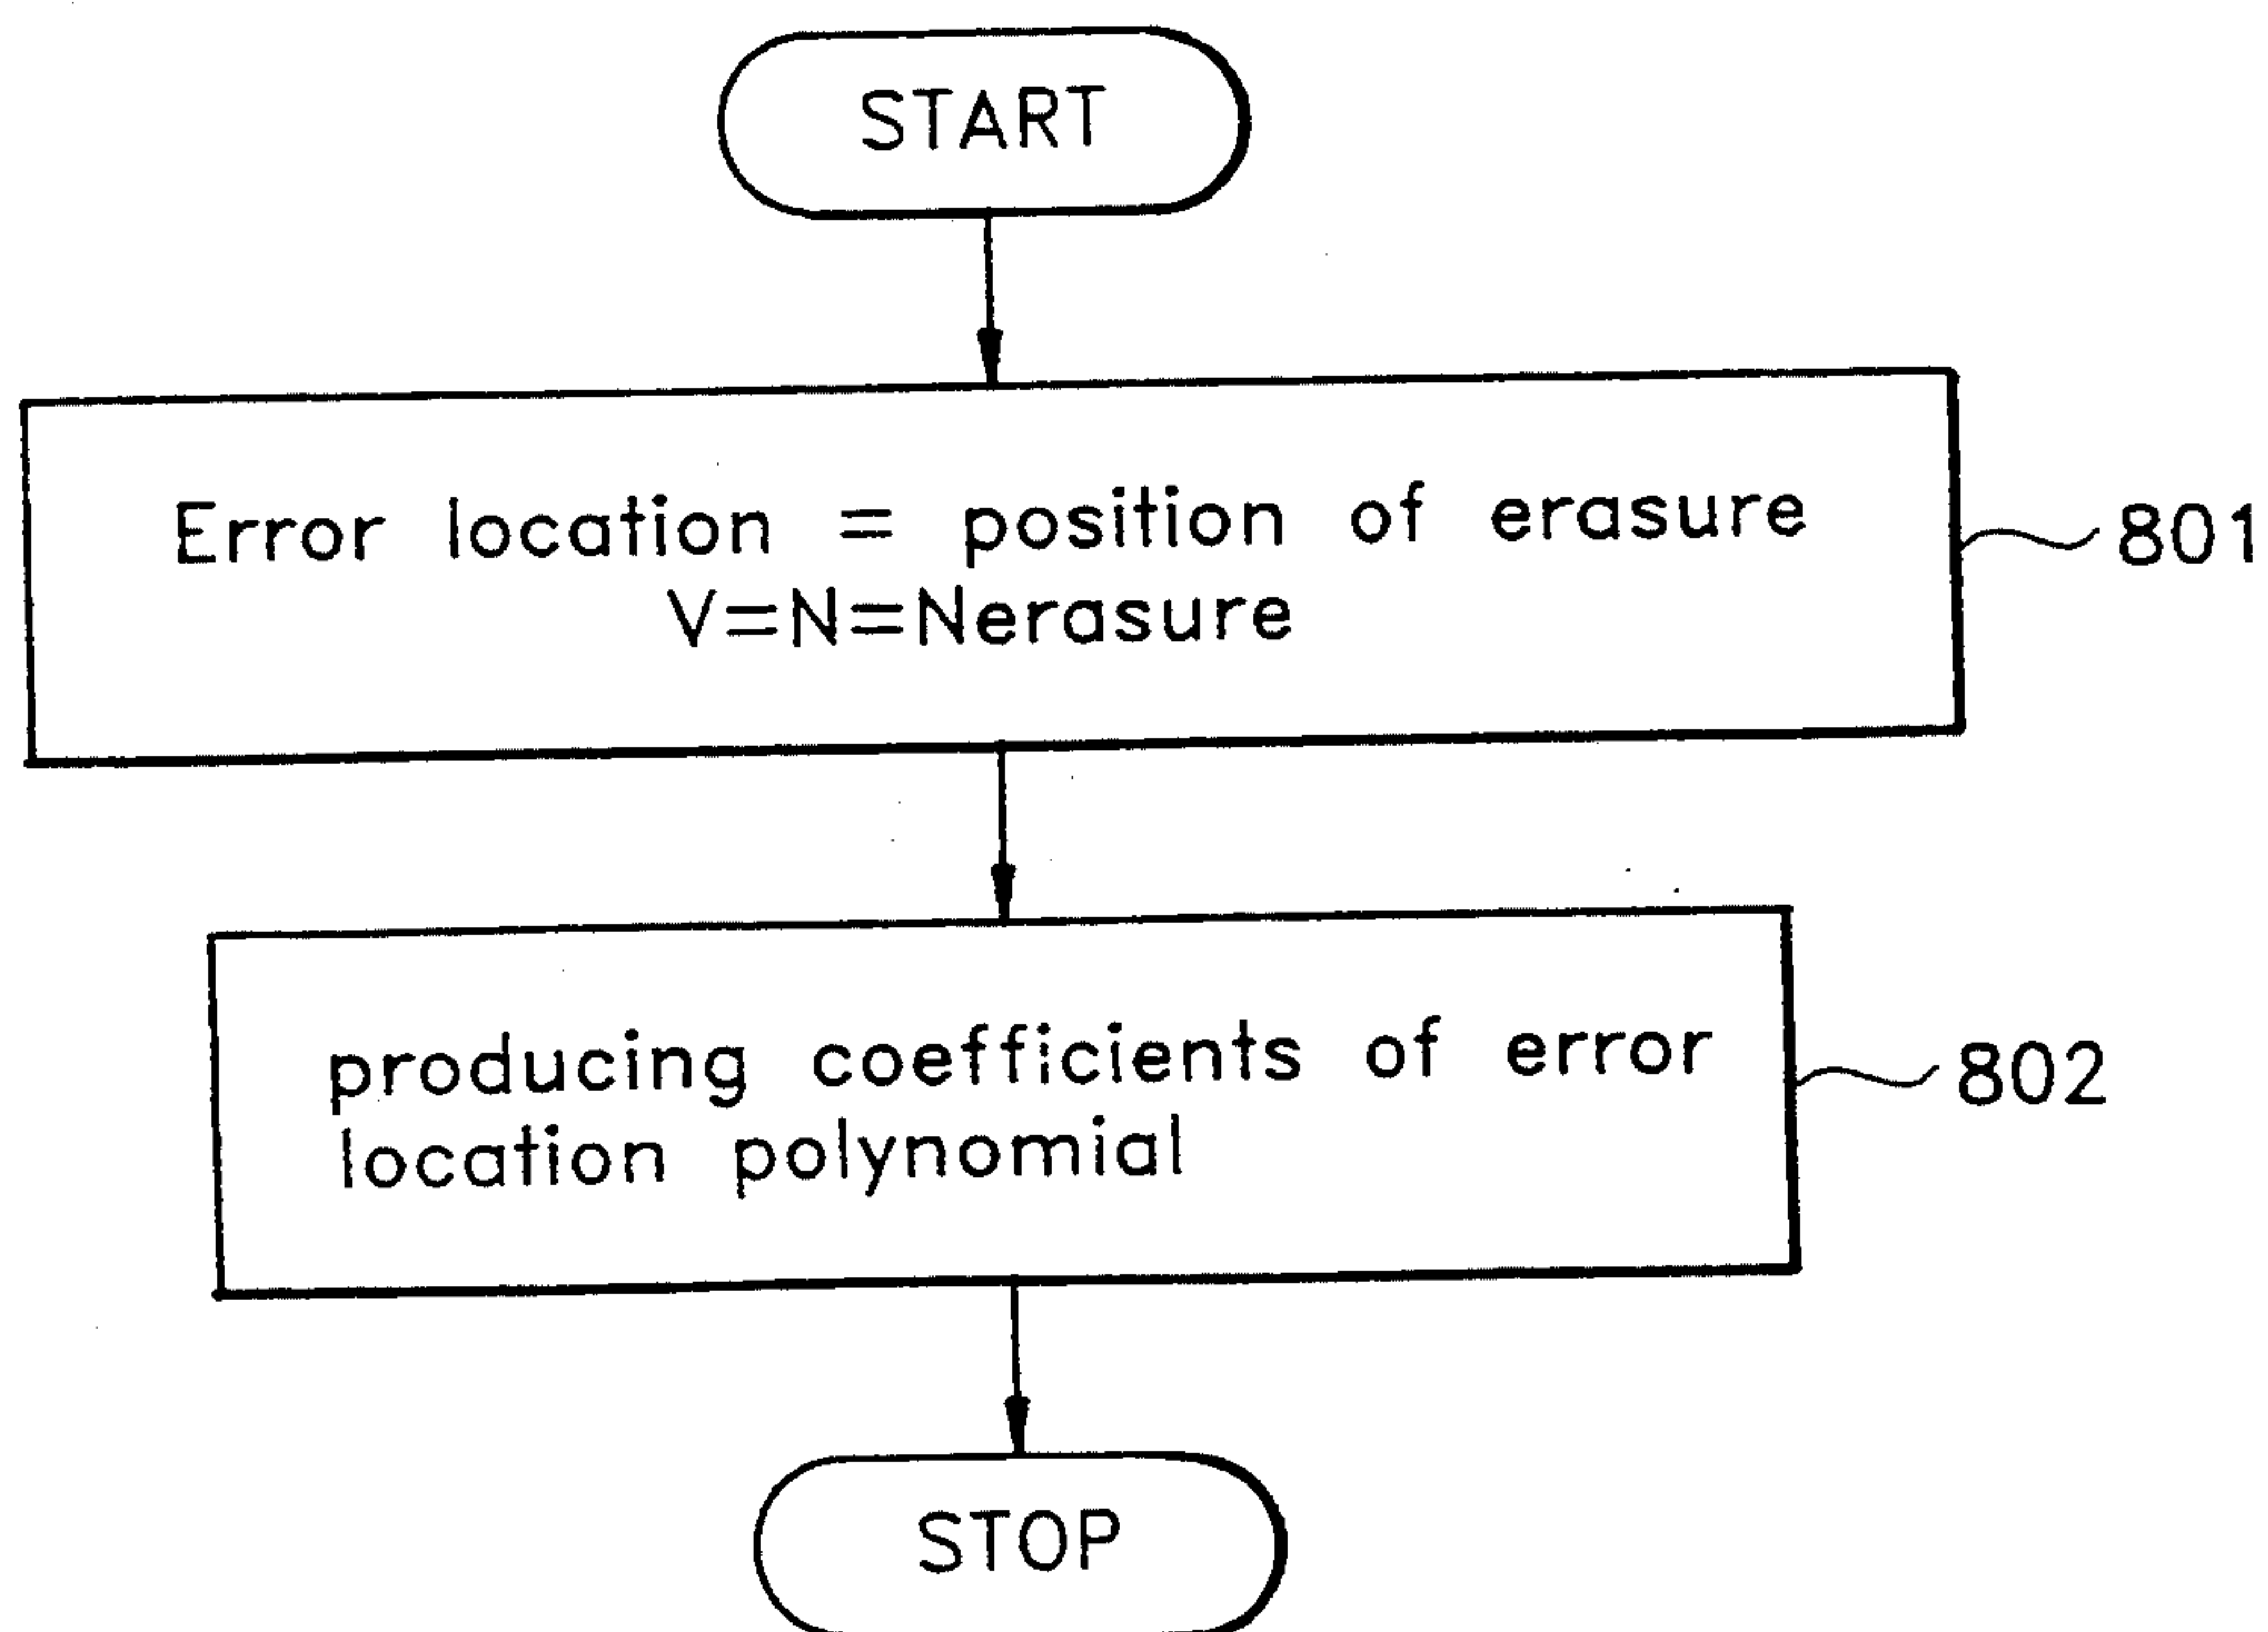 START
Error location = position of erasure
V=N=Nerasure
801
producing coefficients of error
location polynomial
802
STOP